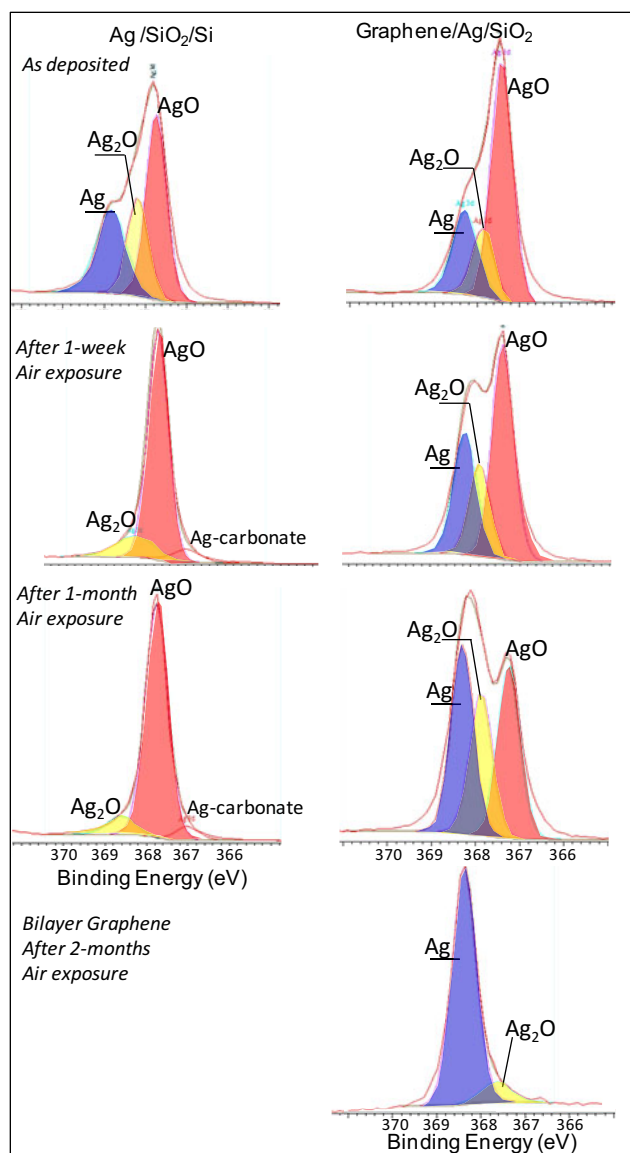 Ag /SiO₂/Si
Graphene/Ag/SiO₂
As deposited
AgO
Ag₂O
Ag
AgO
Ag₂O
Ag
After 1-week
Air exposure
AgO
Ag₂O
Ag-carbonate
AgO
Ag₂O
Ag
After 1-month
Air exposure
AgO
Ag₂O
Ag-carbonate
370 369 368 367 366
Binding Energy (eV)
Ag₂O
AgO
Ag
370 369 368 367 366
Bilayer Graphene
After 2-months
Air exposure
Ag
Ag₂O
370 369 368 367 366
Binding Energy (eV)